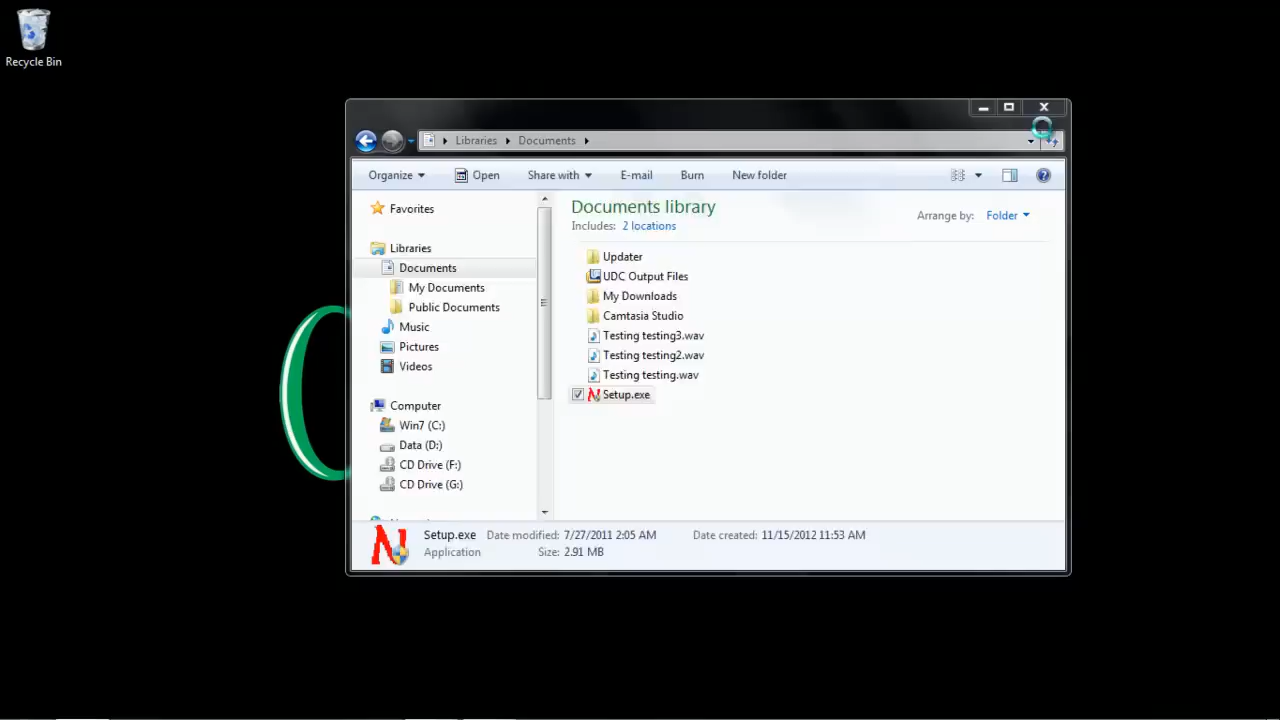 Recycle Bin
Libraries Documents
Organize Open Share with Burn E-mail New folder
Favorites
Libraries
Documents
My Documents
Public Documents
Music
Pictures
Videos
Computer
Win7 (C:)
Data (D:)
CD Drive (F:)
CD Drive (G:)
Documents library
Includes: 2 locations
Arrange by: Folder
Updater
UDC Output Files
My Downloads
Camtasia Studio
Testing testing3.wav
Testing testing2.wav
Testing testing.wav
Setup.exe
Setup.exe Date modified: 7/27/2011 2:05 AM Date created: 11/15/2012 11:53 AM
Application Size: 2.91 MB